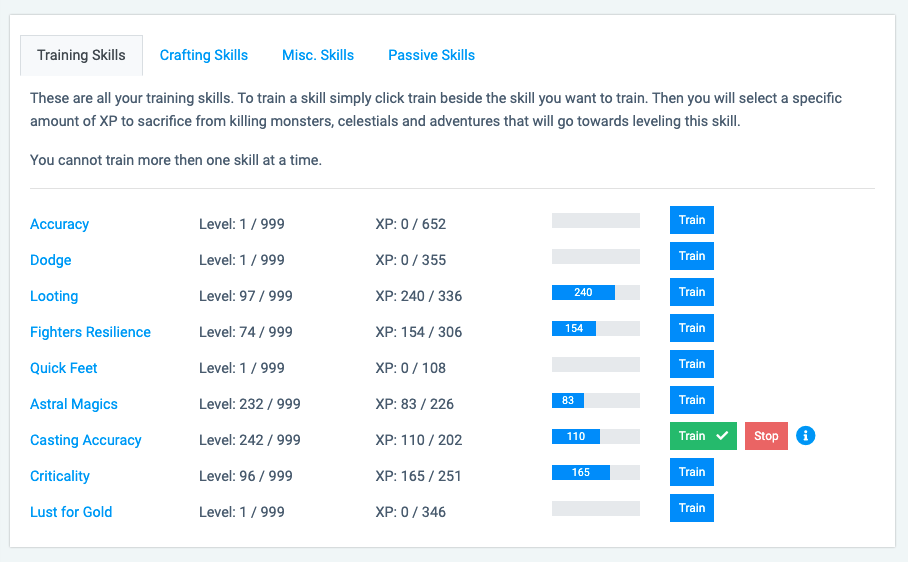 Training Skills Crafting Skills Misc. Skills Passive Skills
These are all your training skills. To train a skill simply click train beside the skill you want to train. Then you will select a specific
amount of XP to sacrifice from killing monsters, celestials and adventures that will go towards leveling this skill.
You cannot train more then one skill at a time.
Accuracy Level: 1 / 999 XP: 0 / 652 Train
Dodge Level: 1 / 999 XP: 0 / 355 Train
Looting Level: 97 / 999 XP: 240 / 336 240 Train
Fighters Resilience Level: 74 / 999 XP: 154 / 306 154 Train
Quick Feet Level: 1 / 999 XP: 0 / 108 Train
Astral Magics Level: 232 / 999 XP: 83 / 226 83 Train
Casting Accuracy Level: 242 / 999 XP: 110 / 202 110 Train Stop
Criticality Level: 96 / 999 XP: 165 / 251 165 Train
Lust for Gold Level: 1 / 999 XP: 0 / 346 Train